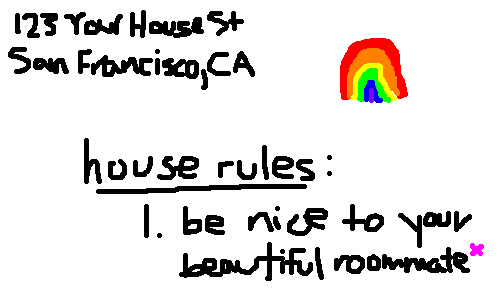 123 Your House St
San Francisco, CA
house rules:
1. be nice to your
beautiful roommate*